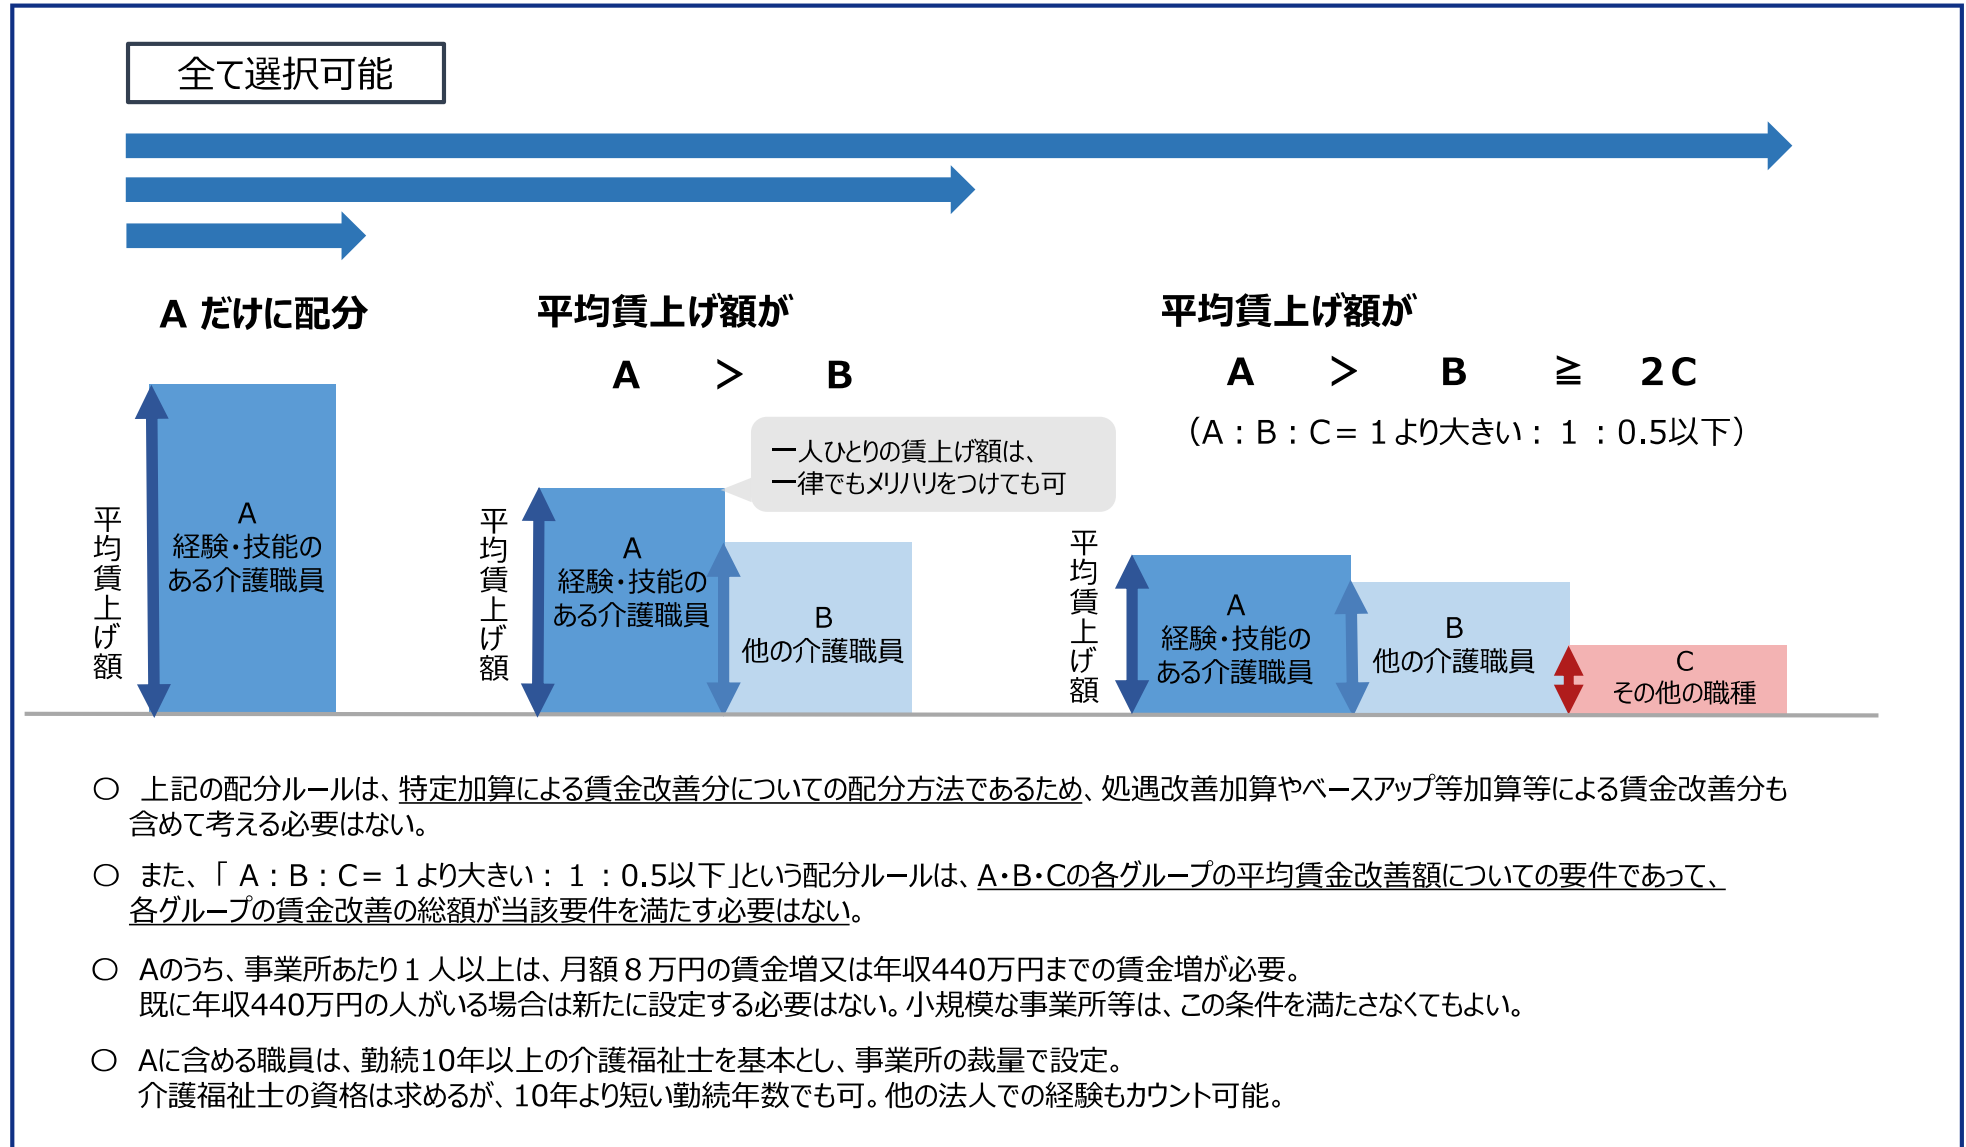 全て選択可能
A だけに配分
平均賃上げ額が
A ＞ B
平均賃上げ額が
A ＞ B ≧ 2C
（A：B：C＝１より大きい：１：0.5以下）
一人ひとりの賃上げ額は、
一律でもメリハリをつけても可
平均賃上げ額
A
経験・技能の
ある介護職員
平均賃上げ額
A
経験・技能の
ある介護職員
B
他の介護職員
平均賃上げ額
A
経験・技能の
ある介護職員
B
他の介護職員
C
その他の職種
○ 上記の配分ルールは、特定加算による賃金改善分についての配分方法であるため、処遇改善加算やベースアップ等加算等による賃金改善分も
含めて考える必要はない。
○ また、「A：B：C＝１より大きい：１：0.5以下」という配分ルールは、A・B・Cの各グループの平均賃金改善額についての要件であって、
各グループの賃金改善の総額が当該要件を満たす必要はない。
○ Aのうち、事業所あたり１人以上は、月額８万円の賃金増又は年収440万円までの賃金増が必要。
既に年収440万円の人がいる場合は新たに設定する必要はない。小規模な事業所等は、この条件を満たさなくてもよい。
○ Aに含める職員は、勤続10年以上の介護福祉士を基本とし、事業所の裁量で設定。
介護福祉士の資格は求めるが、10年より短い勤続年数でも可。他の法人での経験もカウント可能。